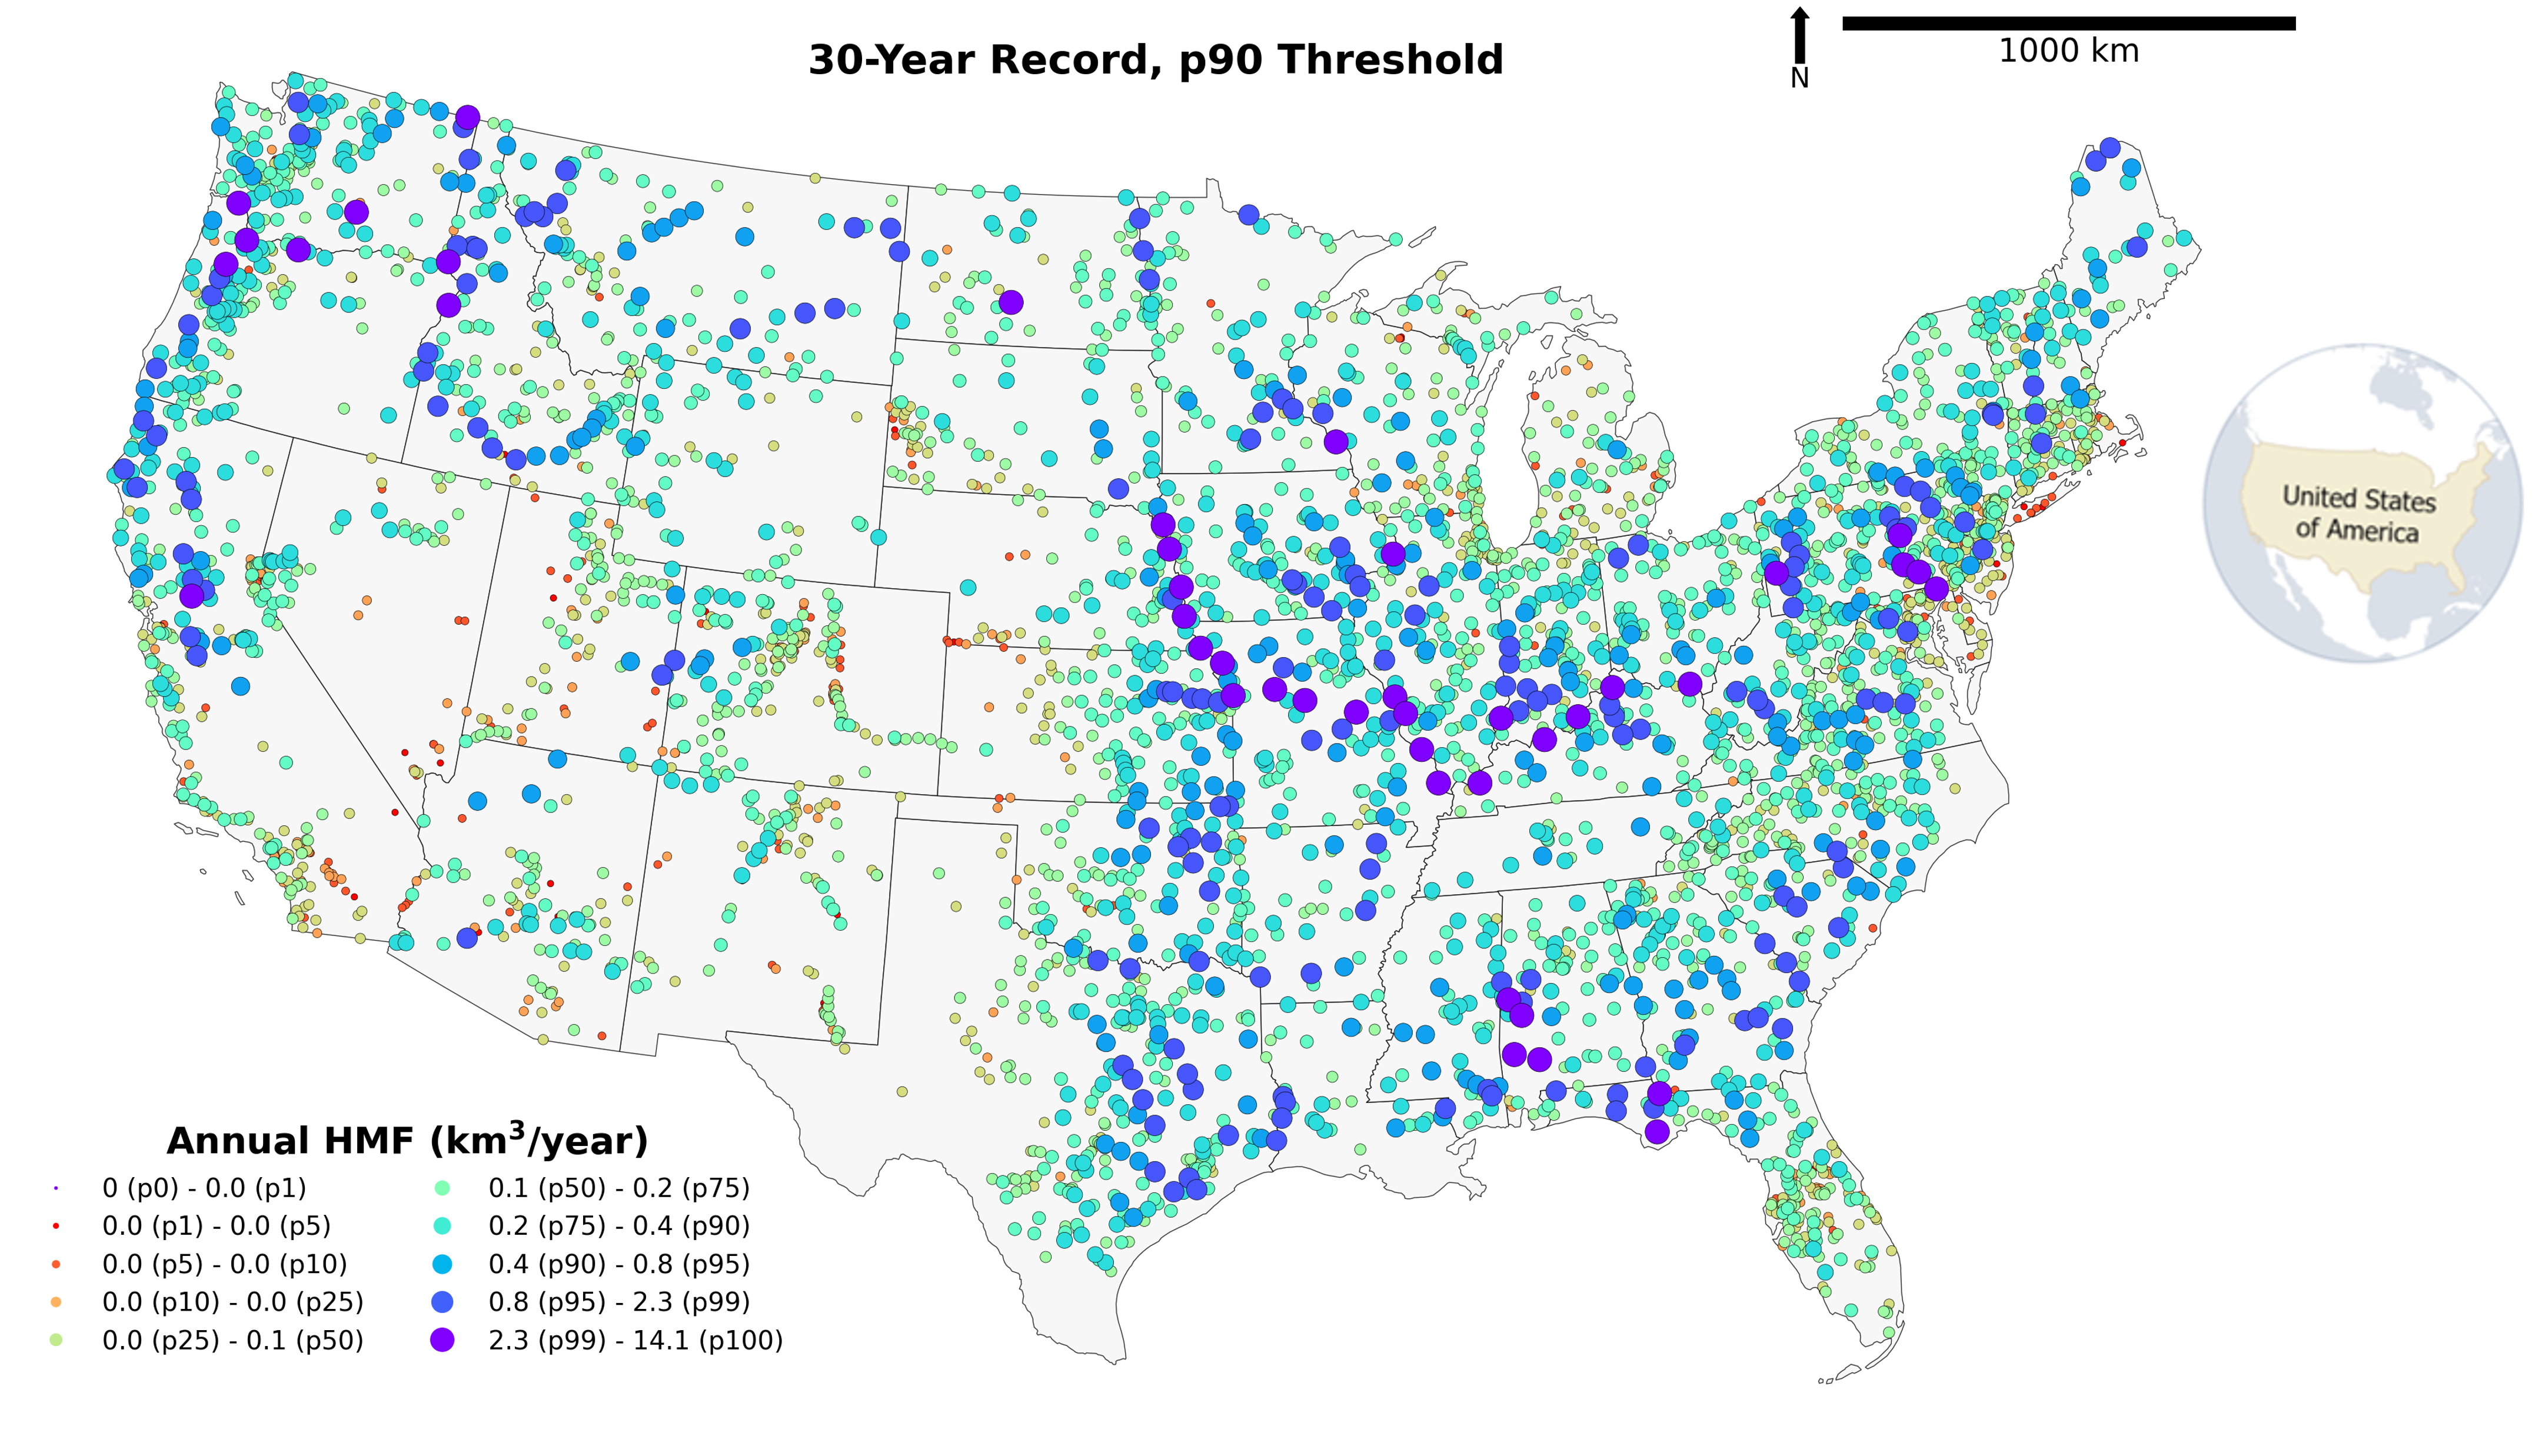 30-Year Record, p90 Threshold
N
1000 km
United States
of America
Annual HMF (km³/year)
0 (p0) - 0.0 (p1)
0.0 (p1) - 0.0 (p5)
0.0 (p5) - 0.0 (p10)
0.0 (p10) - 0.0 (p25)
0.0 (p25) - 0.1 (p50)
0.1 (p50) - 0.2 (p75)
0.2 (p75) - 0.4 (p90)
0.4 (p90) - 0.8 (p95)
0.8 (p95) - 2.3 (p99)
2.3 (p99) - 14.1 (p100)